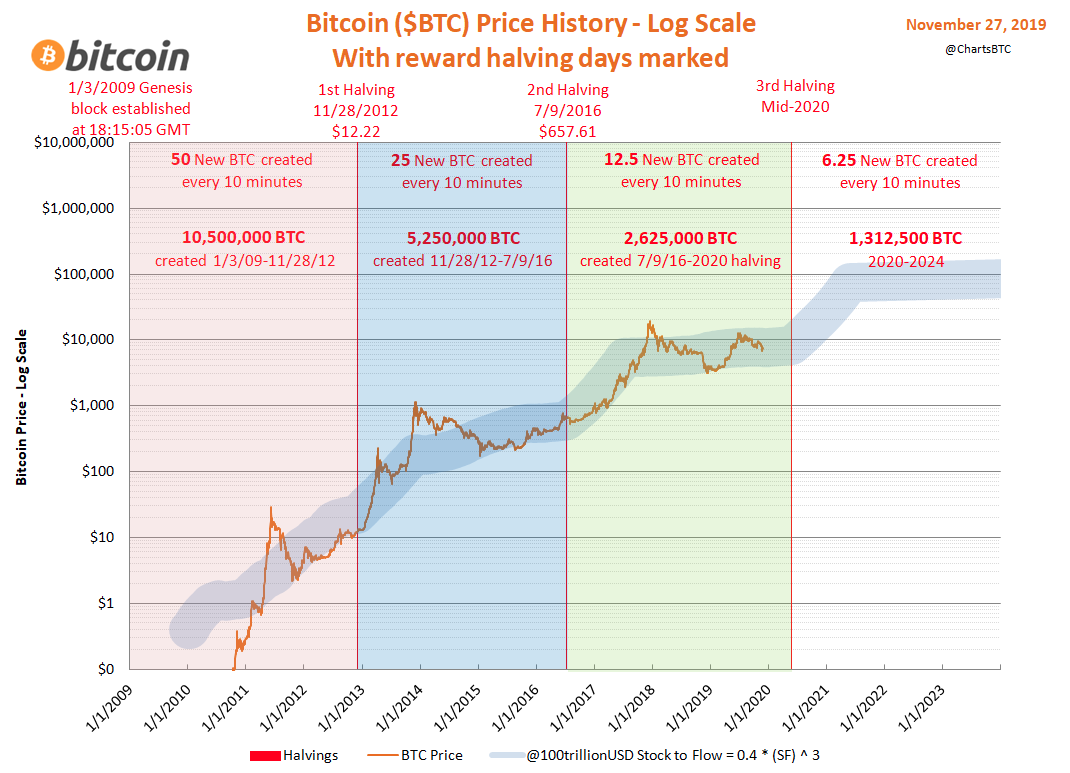 Bitcoin ($BTC) Price History - Log Scale
With reward halving days marked
November 27, 2019
@ChartsBTC
bitcoin
1/3/2009 Genesis
block established
at 18:15:05 GMT
1st Halving
11/28/2012
$12.22
2nd Halving
7/9/2016
$657.61
3rd Halving
Mid-2020
50 New BTC created
every 10 minutes
25 New BTC created
every 10 minutes
12.5 New BTC created
every 10 minutes
6.25 New BTC created
every 10 minutes
10,500,000 BTC
created 1/3/09-11/28/12
5,250,000 BTC
created 11/28/12-7/9/16
2,625,000 BTC
created 7/9/16-2020 halving
1,312,500 BTC
2020-2024
Bitcoin Price - Log Scale
$10,000,000
$1,000,000
$100,000
$10,000
$1,000
$100
$10
$1
$0
1/1/2009
1/1/2010
1/1/2011
1/1/2012
1/1/2013
1/1/2014
1/1/2015
1/1/2016
1/1/2017
1/1/2018
1/1/2019
1/1/2020
1/1/2021
1/1/2022
1/1/2023
Halvings
BTC Price
@100trillionUSD Stock to Flow = 0.4 * (SF) ^ 3